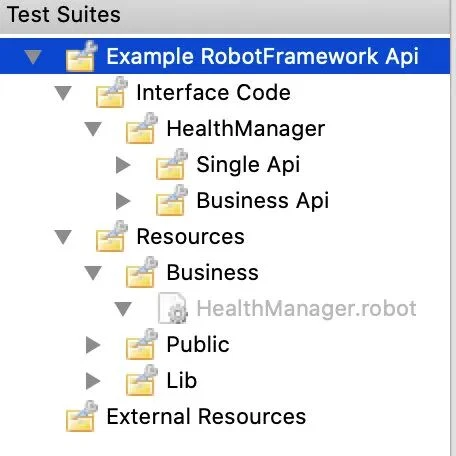 Test Suites
Example RobotFramework Api
Interface Code
HealthManager
Single Api
Business Api
Resources
Business
HealthManager.robot
Public
Lib
External Resources